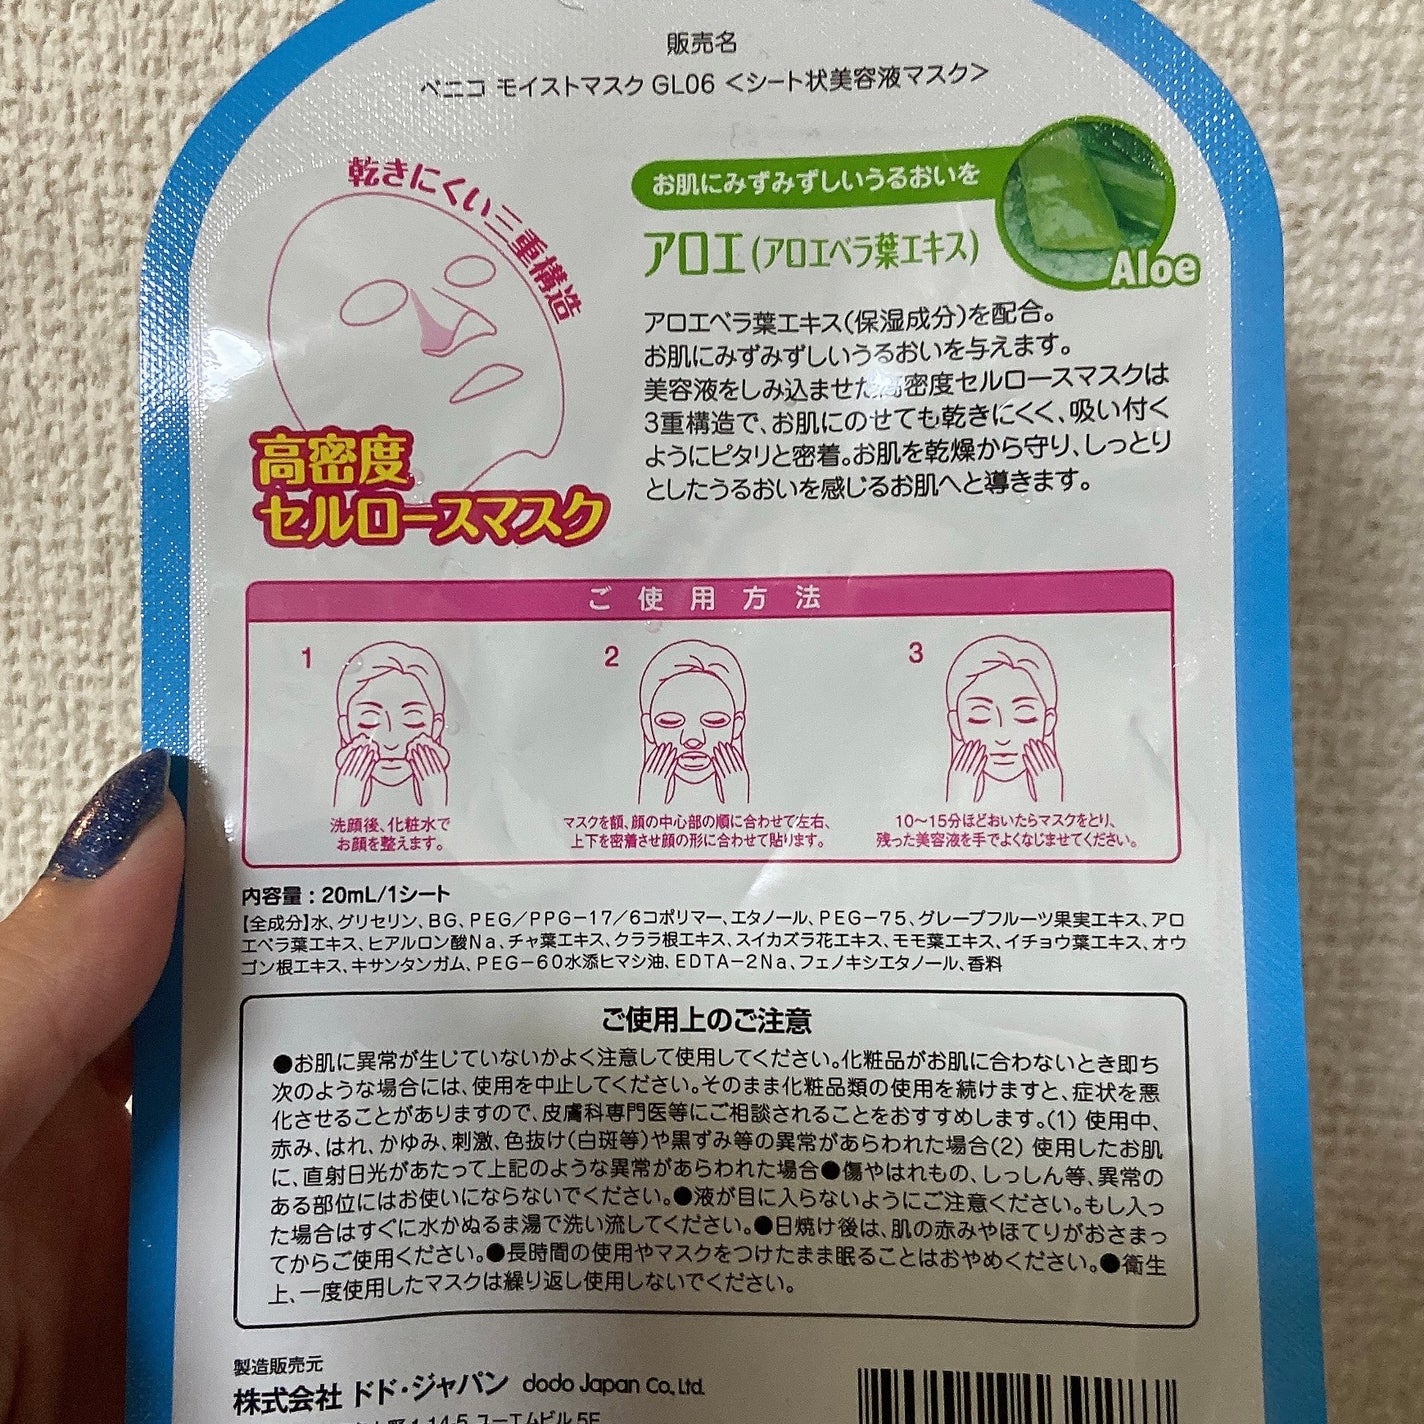 販売名
ベニコ モイストマスク GL06 <シート状美容液マスク>
乾きにくい三重構造
お肌にみずみずしいうるおいを
アロエ(アロエベラ葉エキス)
Aloe
アロエベラ葉エキス(保湿成分)を配合。
お肌にみずみずしいうるおいを与えます。
美容液をしみ込ませた高密度セルロースマスクは
3重構造で、お肌にのせても乾きにくく、吸い付く
ようにピタリと密着。お肌を乾燥から守り、しっとり
としたうるおいを感じるお肌へと導きます。
高密度
セルロースマスク
ご使用方法
1
洗顔後、化粧水で
お顔を整えます。
2
マスクを額、顔の中心部の順に合わせて左右、
上下を密着させ顔の形に合わせて貼ります。
3
10〜15分ほどおいたらマスクをとり、
残った美容液を手でよくなじませてください。
内容量:20mL/1シート
【全成分】水、グリセリン、BG、PEG/PPG-17/6コポリマー、エタノール、PEG-75、グレープフルーツ果実エキス、アロ
エベラ葉エキス、ヒアルロン酸Na、チャ葉エキス、クララ根エキス、スイカズラ花エキス、モモ葉エキス、イチョウ葉エキス、オウ
ゴン根エキス、キサンタンガム、PEG-60水添ヒマシ油、EDTA-2Na、フェノキシエタノール、香料
ご使用上のご注意
●お肌に異常が生じていないかよく注意して使用してください。化粧品がお肌に合わないとき即ち
次のような場合には、使用を中止してください。そのまま化粧品類の使用を続けますと、症状を悪
化させることがありますので、皮膚科専門医等にご相談されることをおすすめします。(1) 使用中、
赤み、はれ、かゆみ、刺激、色抜け(白斑等)や黒ずみ等の異常があらわれた場合(2) 使用したお肌
に、直射日光があたって上記のような異常があらわれた場合●傷やはれもの、しっしん等、異常の
ある部位にはお使いにならないでください。●液が目に入らないようにご注意ください。もし入っ
た場合はすぐに水かぬるま湯で洗い流してください。●日焼け後は、肌の赤みやほてりがおさまっ
てからご使用ください。●長時間の使用やマスクをつけたまま眠ることはおやめください。●衛生
上、一度使用したマスクは繰り返し使用しないでください。
製造販売元
株式会社 ドド・ジャパン dodo Japan Co., Ltd.
1-14-5 ユーエムビル 5F